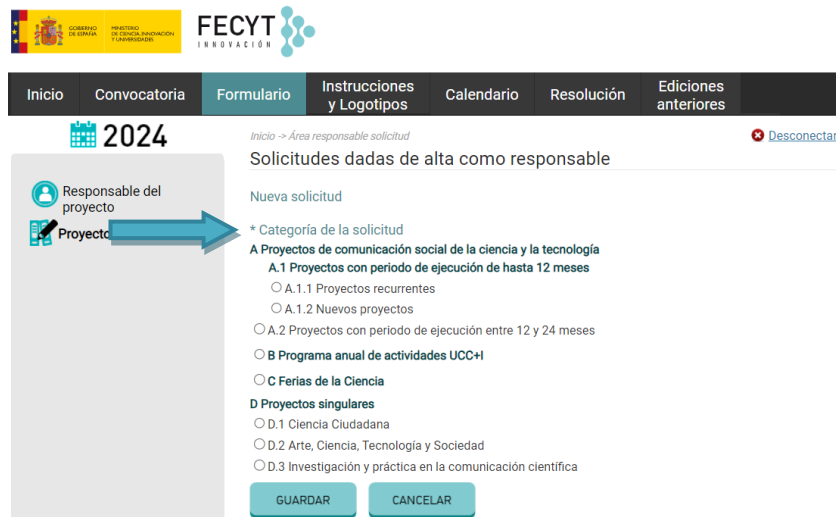 GOBIERNO
DE ESPAÑA
MINISTERIO
DE CIENCIA, INNOVACIÓN
Y UNIVERSIDADES
FECYT
INNOVACIÓN
Inicio
Convocatoria
Formulario
Instrucciones
y Logotipos
Calendario
Resolución
Ediciones
anteriores
2024
Responsable del
proyecto
Proyecto
Inicio -> Área responsable solicitud
Desconectar
Solicitudes dadas de alta como responsable
Nueva solicitud
* Categoría de la solicitud
A Proyectos de comunicación social de la ciencia y la tecnología
A.1 Proyectos con periodo de ejecución de hasta 12 meses
A.1.1 Proyectos recurrentes
A.1.2 Nuevos proyectos
A.2 Proyectos con periodo de ejecución entre 12 y 24 meses
B Programa anual de actividades UCC+I
C Ferias de la Ciencia
D Proyectos singulares
D.1 Ciencia Ciudadana
D.2 Arte, Ciencia, Tecnología y Sociedad
D.3 Investigación y práctica en la comunicación científica
GUARDAR
CANCELAR